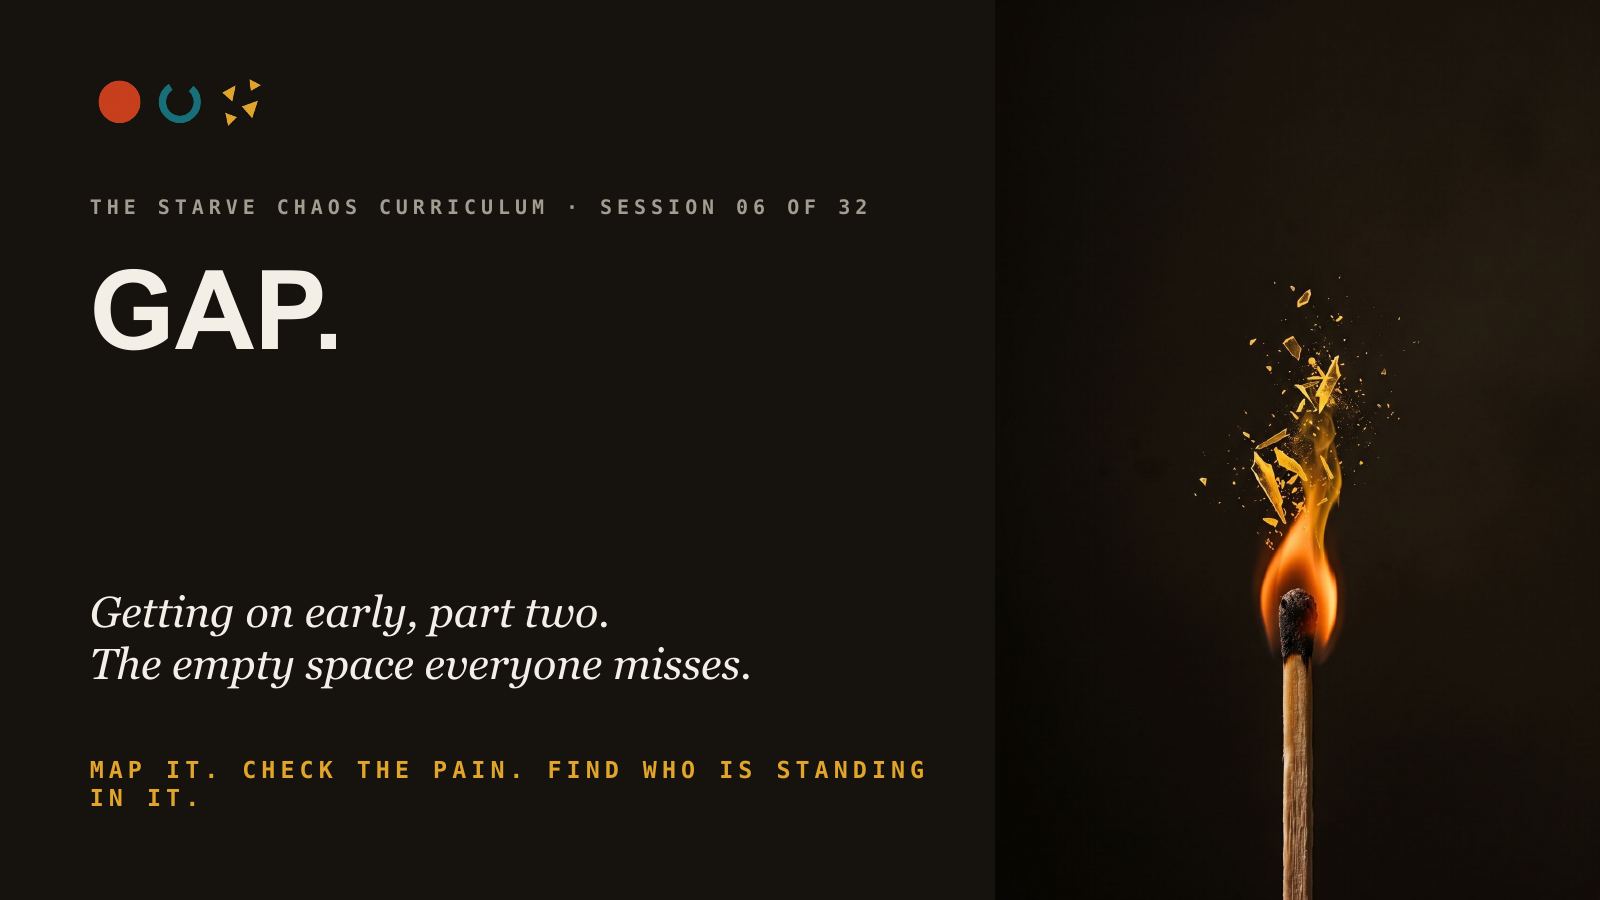 THE STARVE CHAOS CURRICULUM · SESSION 06 OF 32
GAP.
Getting on early, part two.
The empty space everyone misses.
MAP IT. CHECK THE PAIN. FIND WHO IS STANDING
IN IT.